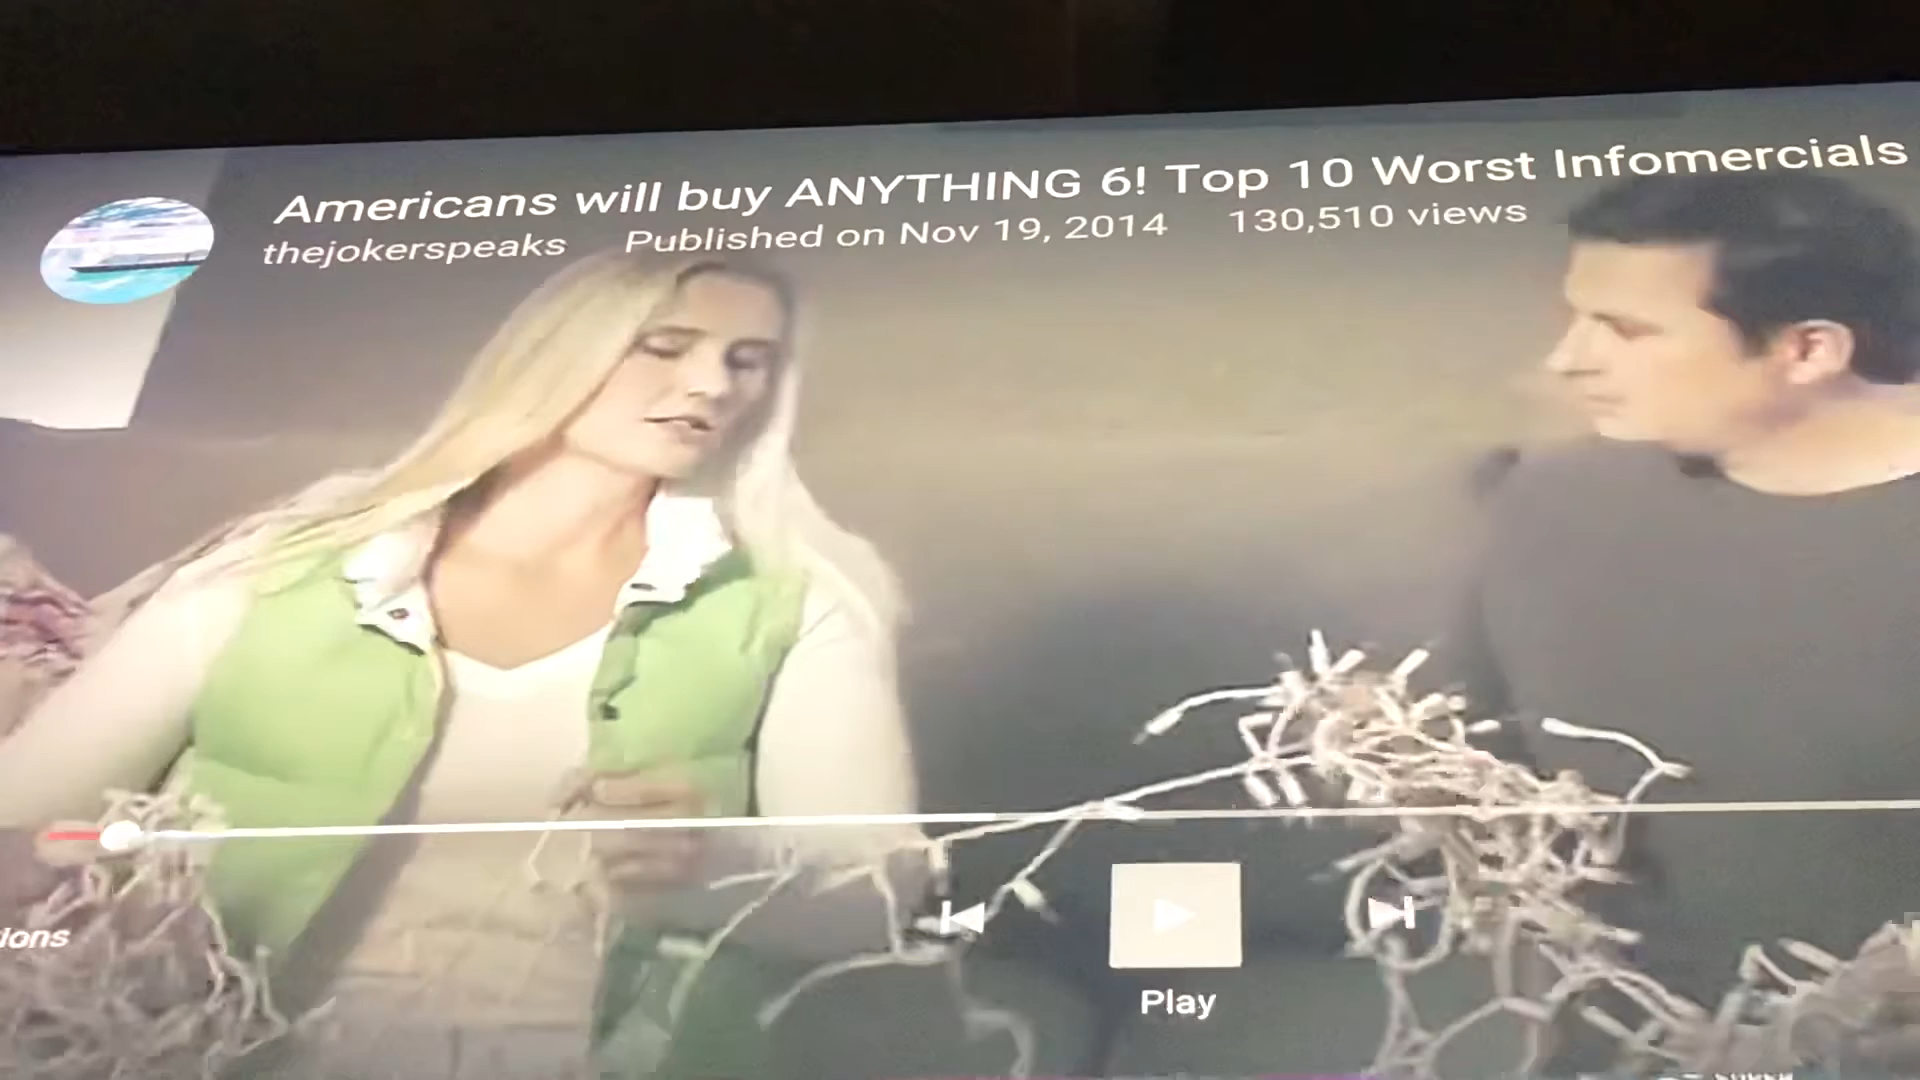 Americans will buy ANYTHING 6! Top 10 Worst Infomercials
thejokerspeaks Published on Nov 19, 2014 130,510 views
ions
Play